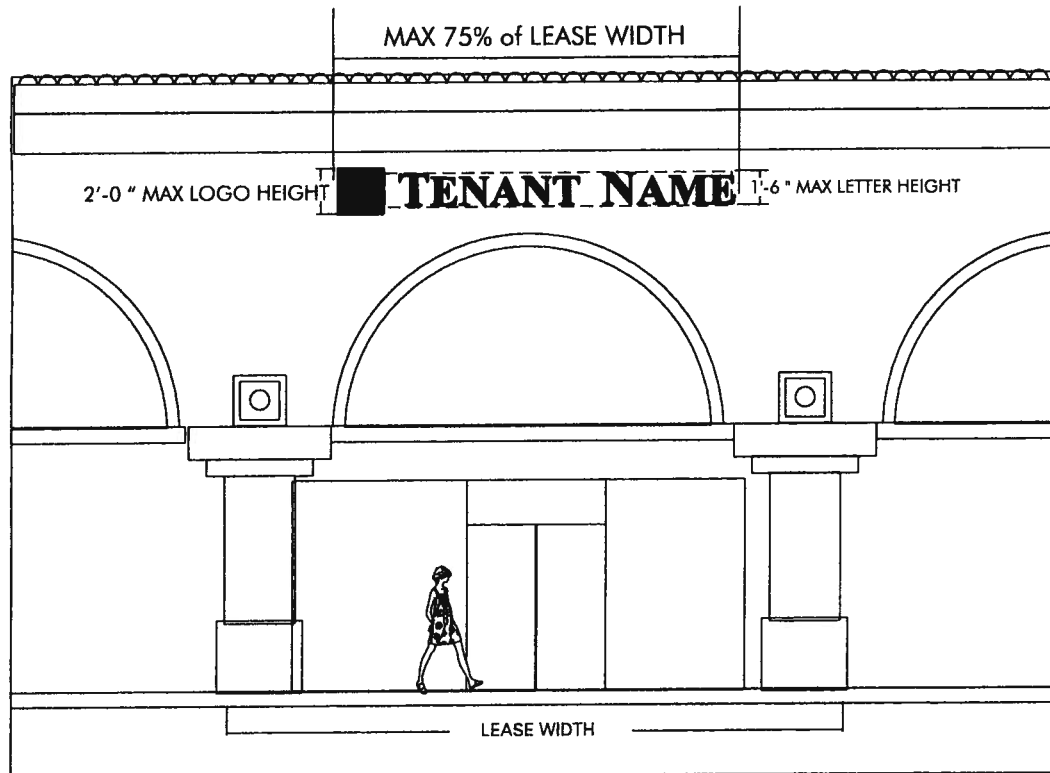 MAX 75% of LEASE WIDTH
2'-0 " MAX LOGO HEIGHT
TENANT NAME
1'-6 " MAX LETTER HEIGHT
LEASE WIDTH